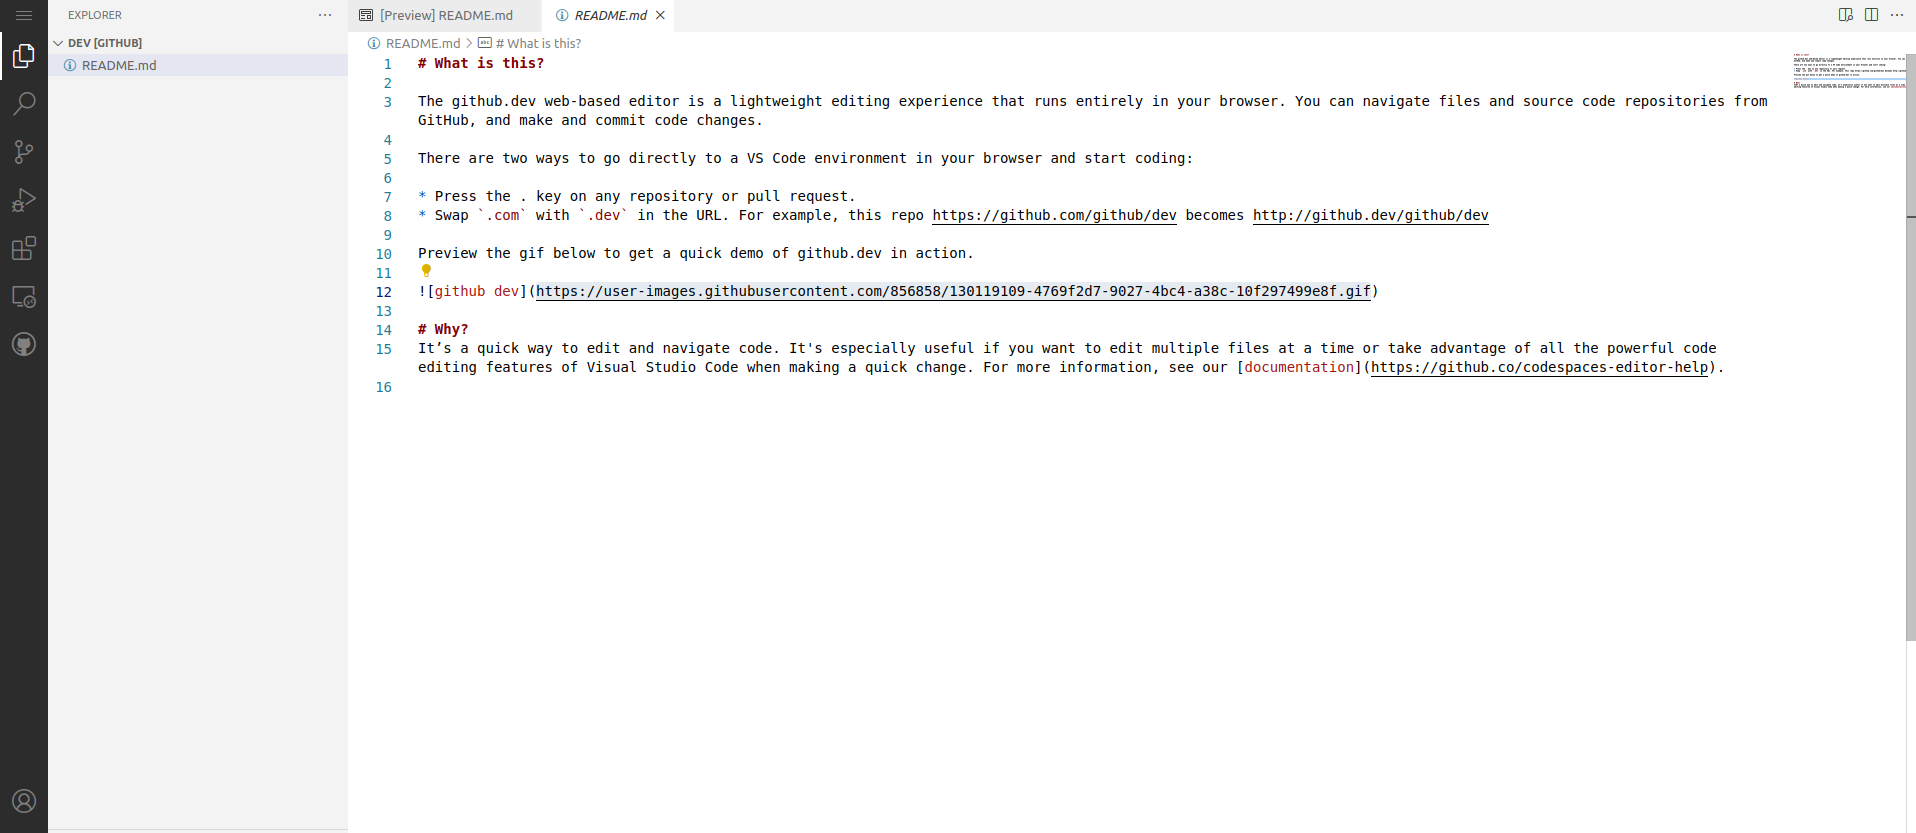 EXPLORER
DEV [GITHUB]
README.md
[Preview] README.md
README.md
README.md > # What is this?
1 # What is this?
2
3 The github.dev web-based editor is a lightweight editing experience that runs entirely in your browser. You can navigate files and source code repositories from
GitHub, and make and commit code changes.
4
5 There are two ways to go directly to a VS Code environment in your browser and start coding:
6
7 * Press the . key on any repository or pull request.
8 * Swap `.com` with `.dev` in the URL. For example, this repo https://github.com/github/dev becomes http://github.dev/github/dev
9
10 Preview the gif below to get a quick demo of github.dev in action.
11
12 ![github dev](https://user-images.githubusercontent.com/856858/130119109-4769f2d7-9027-4bc4-a38c-10f297499e8f.gif)
13
14 # Why?
15 It’s a quick way to edit and navigate code. It's especially useful if you want to edit multiple files at a time or take advantage of all the powerful code
editing features of Visual Studio Code when making a quick change. For more information, see our [documentation](https://github.co/codespaces-editor-help).
16